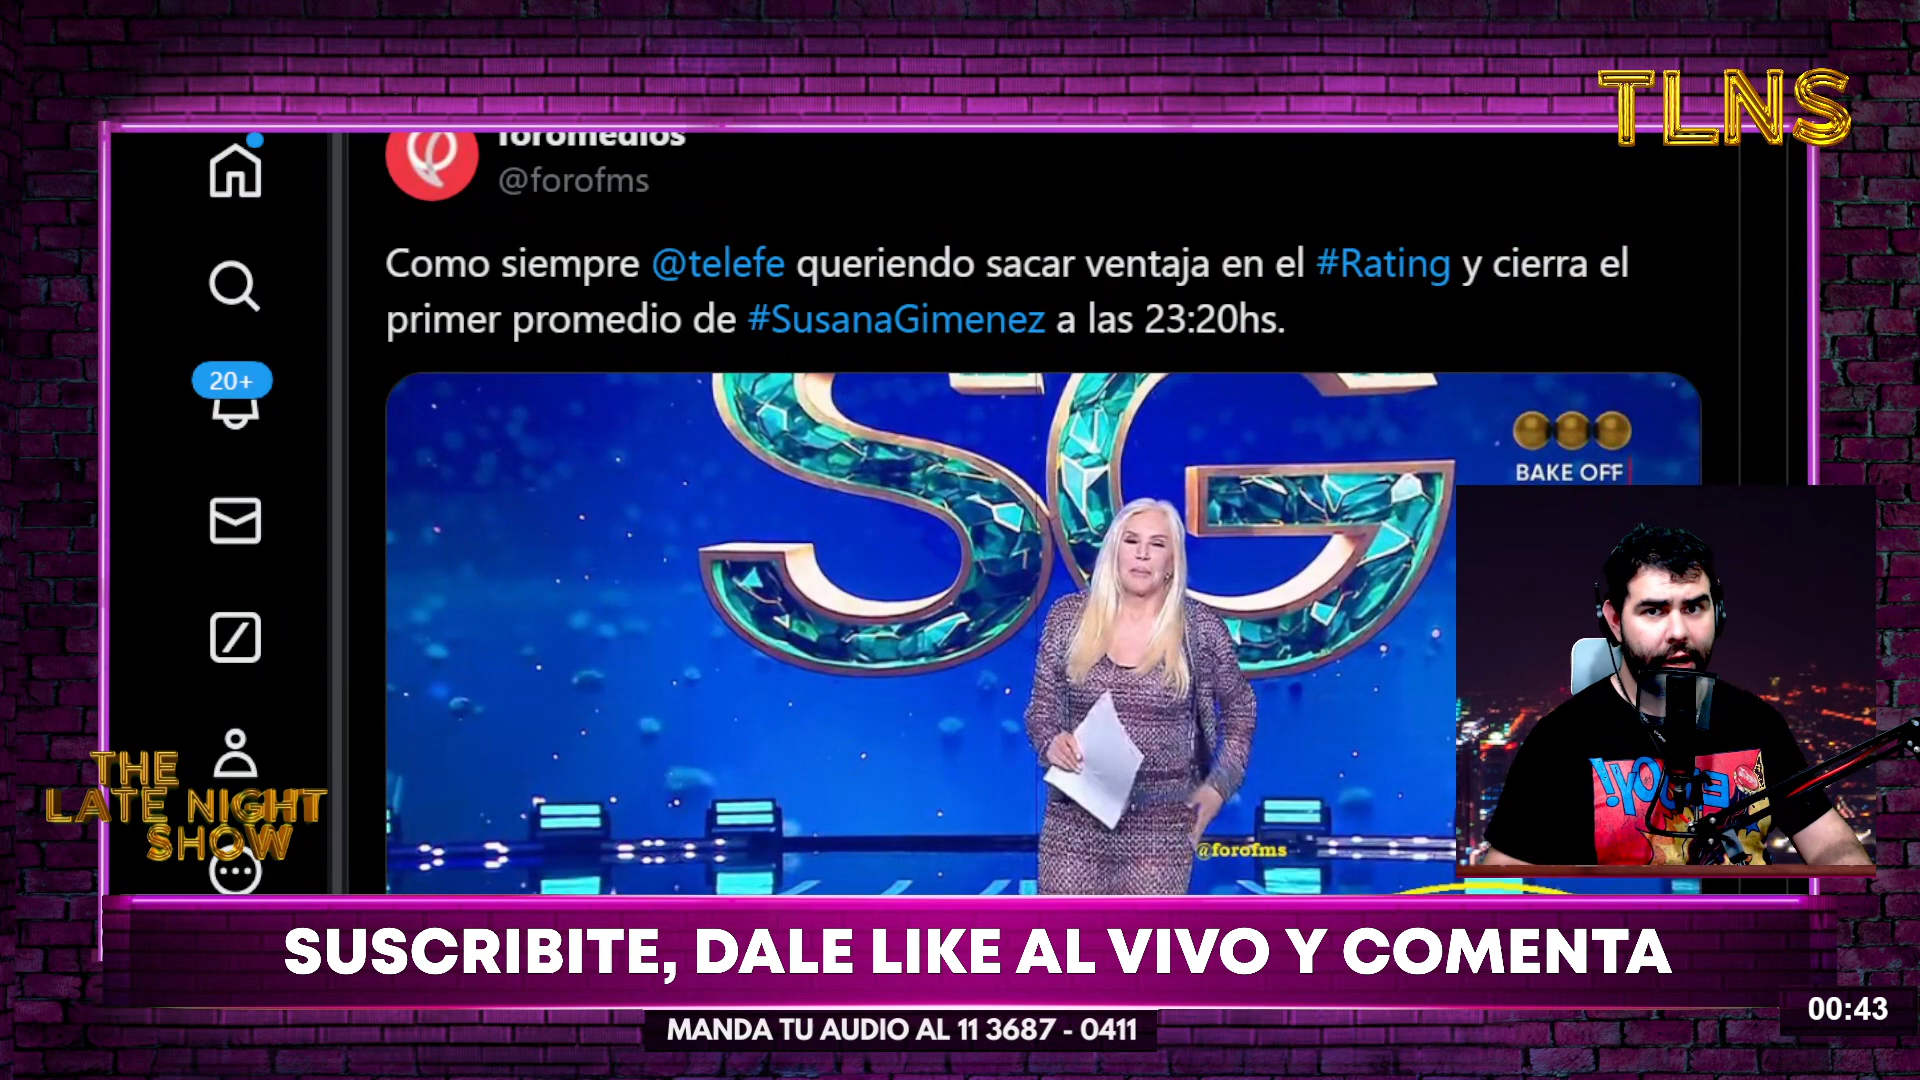 TLNS
foromedios
@forofms
Como siempre @telefe queriendo sacar ventaja en el #Rating y cierra el
primer promedio de #SusanaGimenez a las 23:20hs.
20+
SG
BAKE OFF
THE
LATE NIGHT
SHOW
@forofms
ENJOY!
SUSCRIBITE, DALE LIKE AL VIVO Y COMENTA
00:43
MANDA TU AUDIO AL 11 3687 - 0411